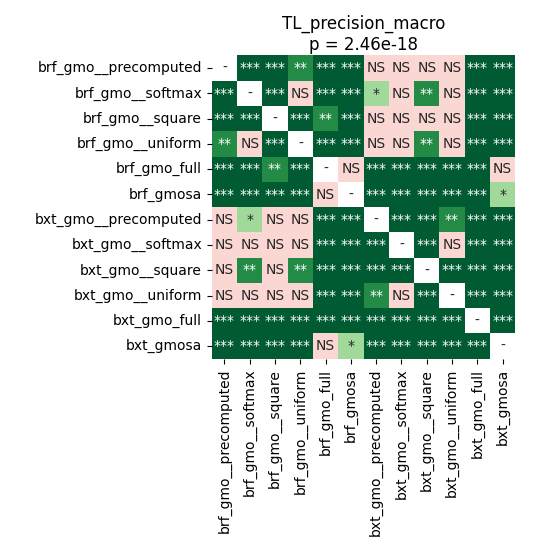 TL_precision_macro
p = 2.46e-18
brf_gmo__precomputed - *** *** ** *** *** NS NS NS NS *** ***
brf_gmo__softmax *** - *** NS *** *** * NS ** NS *** ***
brf_gmo__square *** *** - *** ** *** NS NS NS NS *** ***
brf_gmo__uniform ** NS *** - *** *** NS NS ** NS *** ***
brf_gmo_full *** *** ** *** - NS *** *** *** *** *** NS
brf_gmosa *** *** *** *** NS - *** *** *** *** *** *
bxt_gmo__precomputed NS * NS NS *** *** - *** *** ** *** ***
bxt_gmo__softmax NS NS NS NS *** *** *** - *** NS *** ***
bxt_gmo__square NS ** NS ** *** *** *** *** - *** *** ***
bxt_gmo__uniform NS NS NS NS *** *** ** NS *** - *** ***
bxt_gmo_full *** *** *** *** *** *** *** *** *** *** - ***
bxt_gmosa *** *** *** *** NS * *** *** *** *** *** -
brf_gmo__precomputed
brf_gmo__softmax
brf_gmo__square
brf_gmo__uniform
brf_gmo_full
brf_gmosa
bxt_gmo__precomputed
bxt_gmo__softmax
bxt_gmo__square
bxt_gmo__uniform
bxt_gmo_full
bxt_gmosa